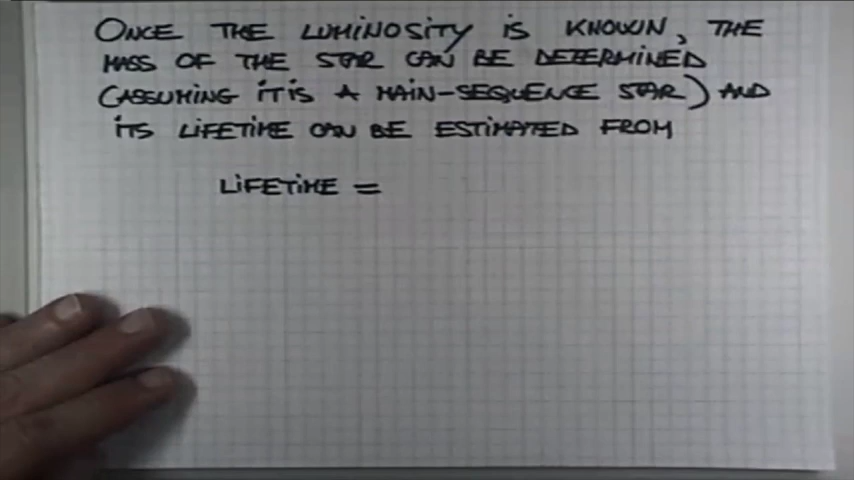 ONCE THE LUMINOSITY IS KNOWN, THE
MASS OF THE STAR CAN BE DETERMINED
(ASSUMING IT IS A MAIN-SEQUENCE STAR) AND
ITS LIFETIME CAN BE ESTIMATED FROM
LIFETIME =